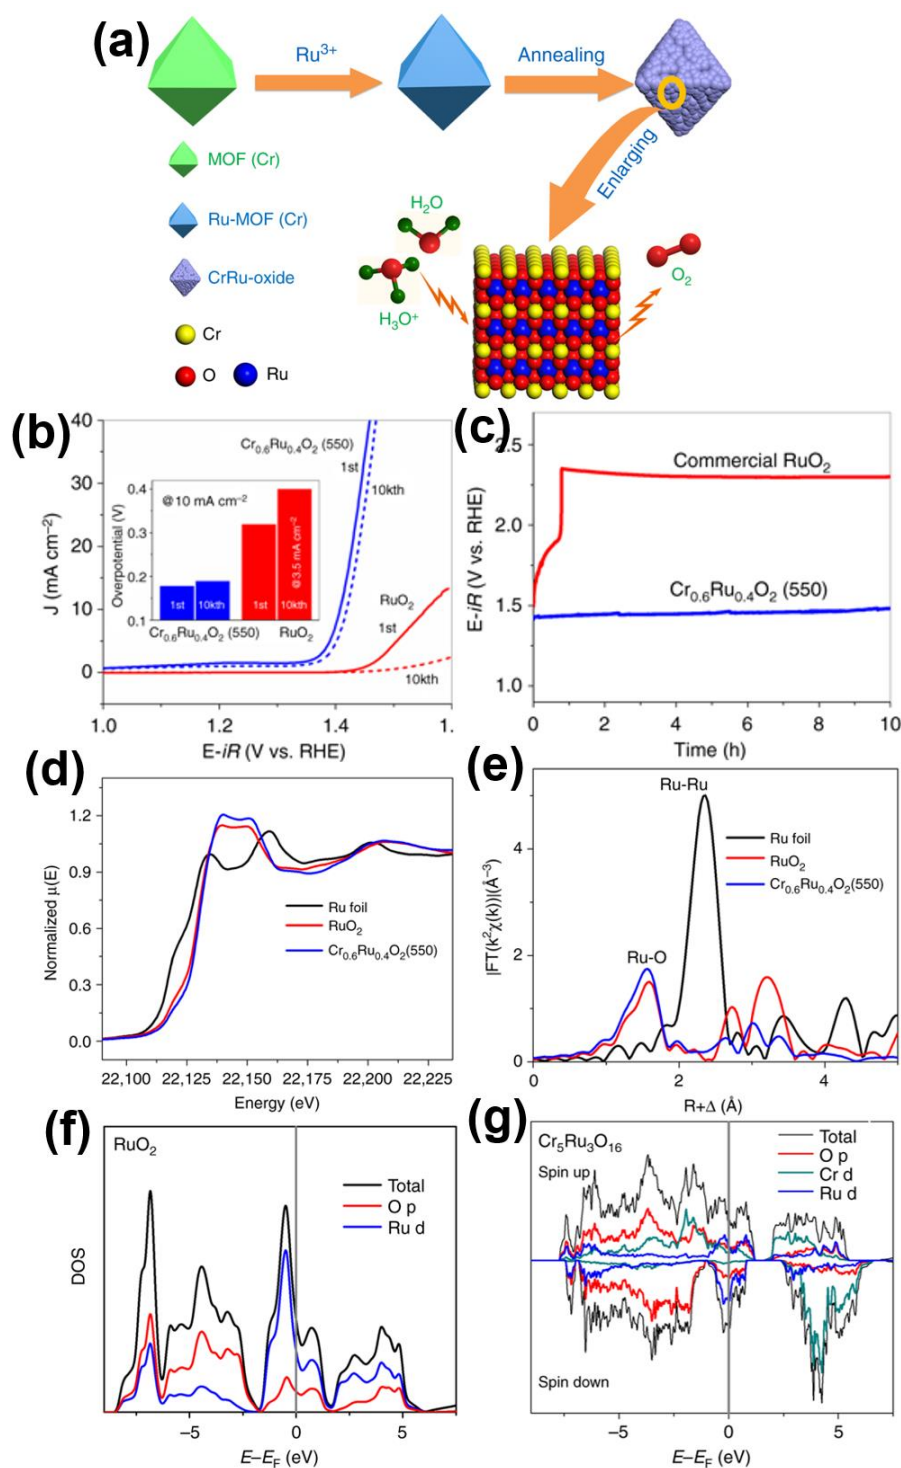 (a)
Ru3+
Annealing
Enlarging
MOF (Cr)
Ru-MOF (Cr)
CrRu-oxide
Cr
O Ru
H2O
H3O+
O2
(b)
J (mA cm–2)
40
30
20
10
0
1.0 1.2 1.4 1.
E-iR (V vs. RHE)
Cr0.6Ru0.4O2 (550)
1st
10kth
RuO2
1st
10kth
@10 mA cm–2
Overpotential (V)
0.4
0.3
0.2
0.1
1st 10kth 1st 10kth
@3.5 mA cm–2
Cr0.6Ru0.4O2 (550) RuO2
(c)
E-iR (V vs. RHE)
2.5
2.0
1.5
1.0
Commercial RuO2
Cr0.6Ru0.4O2 (550)
0 2 4 6 8 10
Time (h)
(d)
Normalized μ(E)
1.2
0.9
0.6
0.3
0.0
Ru foil
RuO2
Cr0.6Ru0.4O2(550)
22,100 22,125 22,150 22,175 22,200 22,225
Energy (eV)
(e)
|FT(k2χ(k))|(Å–3)
4
2
0
Ru-Ru
Ru-O
Ru foil
RuO2
Cr0.6Ru0.4O2(550)
0 2 4
R+Δ (Å)
(f)
RuO2
DOS
Total
O p
Ru d
–5 0 5
E–EF (eV)
(g)
Cr5Ru3O16
Spin up
Spin down
Total
O p
Cr d
Ru d
–5 0 5
E–EF (eV)